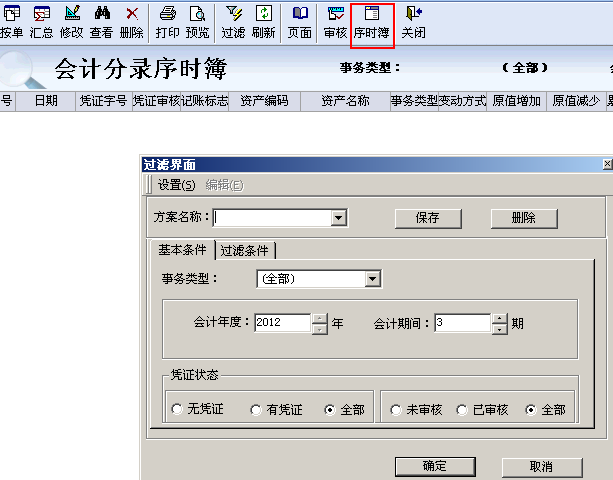 按单 汇总 修改 查看 删除 打印 预览 过滤 刷新 页面 审核 序时簿 关闭
会计分录序时簿 事务类型： （全部）
号 日期 凭证字号 凭证审核 记账标志 资产编码 资产名称 事务类型 变动方式 原值增加 原值减少
过滤界面
设置(S) 编辑(E)
方案名称： 保存 删除
基本条件 过滤条件
事务类型： (全部)
会计年度： 2012 年 会计期间： 3 期
凭证状态
无凭证 有凭证 全部 未审核 已审核 全部
确定 取消